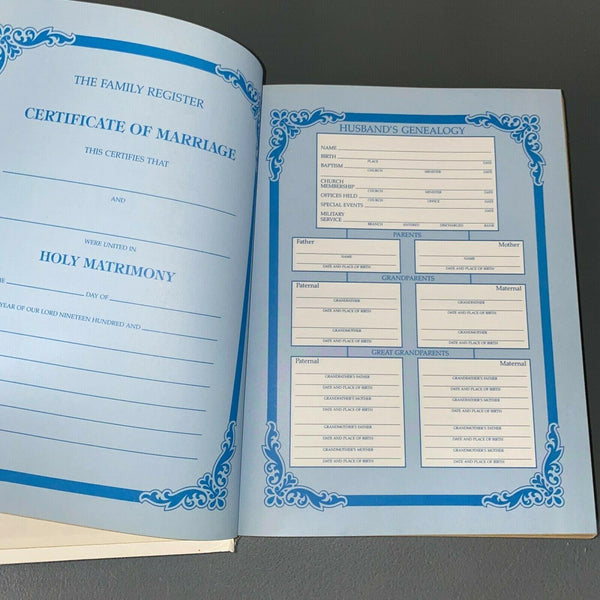 THE FAMILY REGISTER
CERTIFICATE OF MARRIAGE
THIS CERTIFIES THAT
AND
WERE UNITED IN
HOLY MATRIMONY
DAY OF
YEAR OF OUR LORD NINETEEN HUNDRED AND
HUSBAND'S GENEALOGY
NAME
BIRTH
PLACE DATE
BAPTISM
CHURCH MINISTER DATE
CHURCH
MEMBERSHIP
CHURCH MINISTER DATE
OFFICES HELD
CHURCH OFFICE DATE
SPECIAL EVENTS
DATE
MILITARY
SERVICE
BRANCH ENTERED DISCHARGED RANK
PARENTS
Father Mother
NAME NAME
DATE AND PLACE OF BIRTH DATE AND PLACE OF BIRTH
GRANDPARENTS
Paternal Maternal
GRANDFATHER GRANDFATHER
DATE AND PLACE OF BIRTH DATE AND PLACE OF BIRTH
GRANDMOTHER GRANDMOTHER
DATE AND PLACE OF BIRTH DATE AND PLACE OF BIRTH
GREAT GRANDPARENTS
Paternal Maternal
GRANDFATHER'S FATHER GRANDFATHER'S FATHER
DATE AND PLACE OF BIRTH DATE AND PLACE OF BIRTH
GRANDFATHER'S MOTHER GRANDFATHER'S MOTHER
DATE AND PLACE OF BIRTH DATE AND PLACE OF BIRTH
GRANDMOTHER'S FATHER GRANDMOTHER'S FATHER
DATE AND PLACE OF BIRTH DATE AND PLACE OF BIRTH
GRANDMOTHER'S MOTHER GRANDMOTHER'S MOTHER
DATE AND PLACE OF BIRTH DATE AND PLACE OF BIRTH